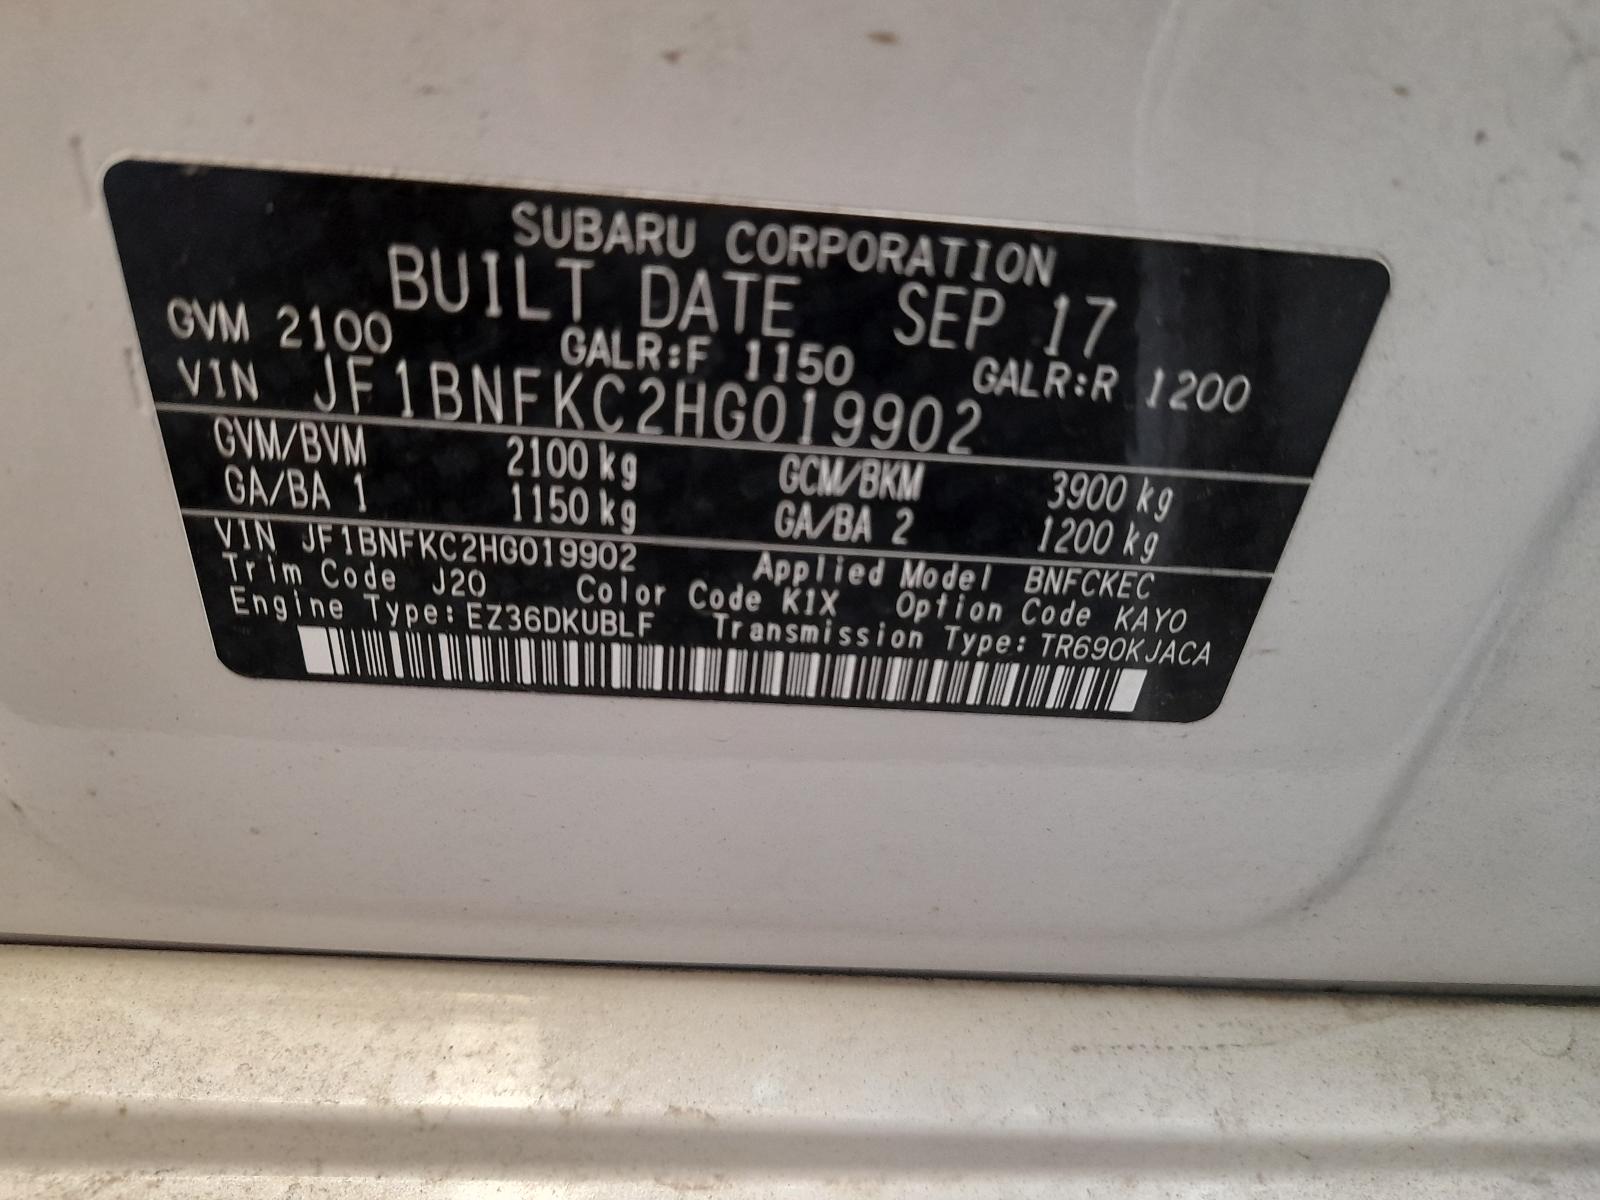 SUBARU CORPORATION
BUILT DATE SEP 17
GVM 2100 GALR:F 1150 GALR:R 1200
VIN JF1BNFKC2HG019902
GVM/BVM 2100 kg GCM/BKM 3900 kg
GA/BA 1 1150 kg GA/BA 2 1200 kg
VIN JF1BNFKC2HG019902 Applied Model BNFCKEC
Trim Code J20 Color Code K1X Option Code KAYO
Engine Type:EZ36DKUBLF Transmission Type:TR690KJACA